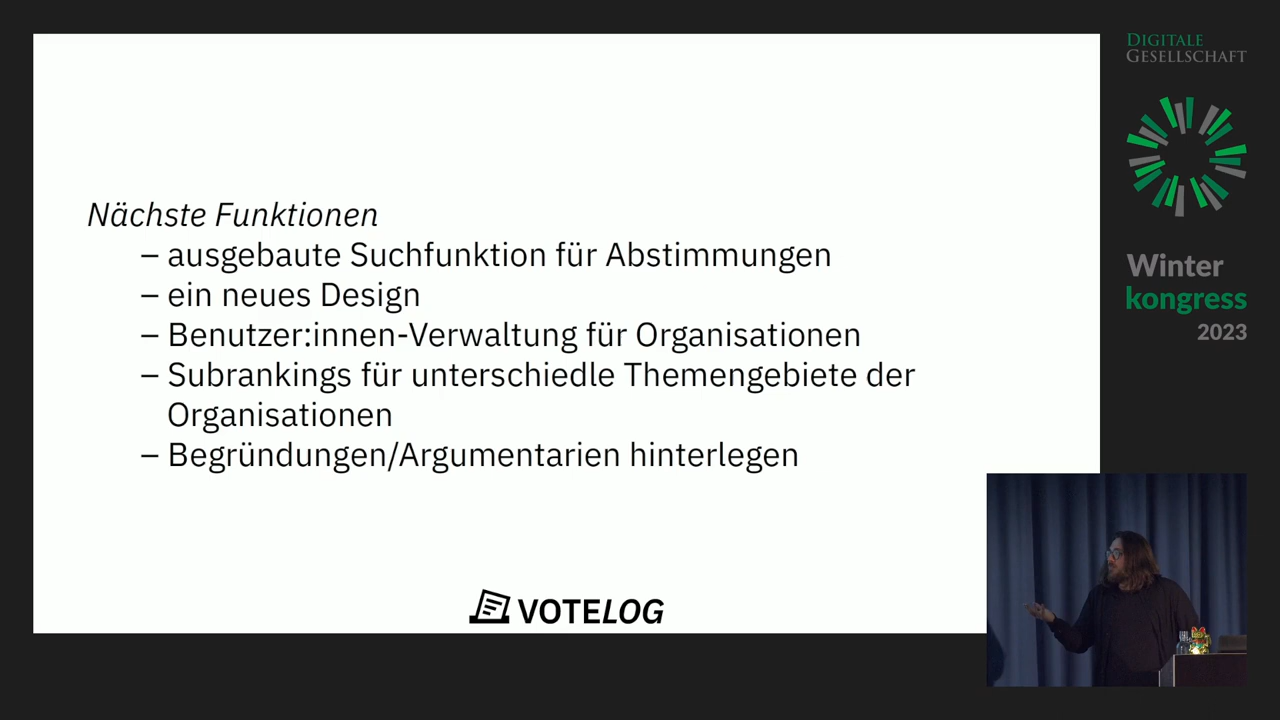 Nächste Funktionen
– ausgebaute Suchfunktion für Abstimmungen
– ein neues Design
– Benutzer:innen-Verwaltung für Organisationen
– Subrankings für unterschiedle Themengebiete der
Organisationen
– Begründungen/Argumentarien hinterlegen
VOTELOG
DIGITALE
GESELLSCHAFT
Winter
kongress
2023